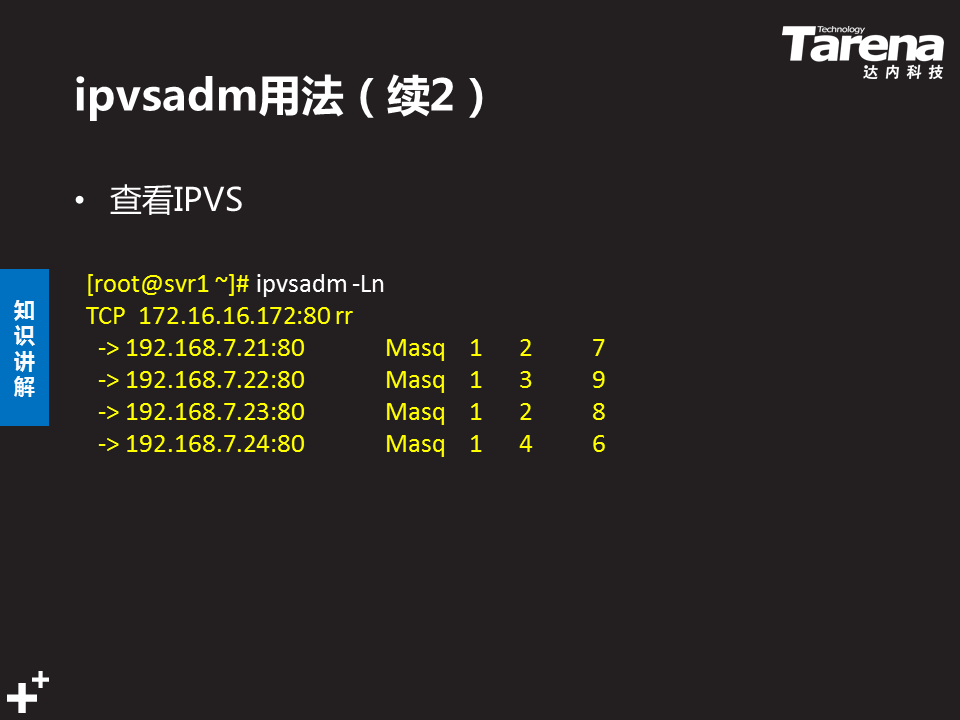 Technology
Tarena
达内科技
ipvsadm用法（续2）
• 查看IPVS
知识讲解
[root@svr1 ~]# ipvsadm -Ln
TCP 172.16.16.172:80 rr
-> 192.168.7.21:80 Masq 1 2 7
-> 192.168.7.22:80 Masq 1 3 9
-> 192.168.7.23:80 Masq 1 2 8
-> 192.168.7.24:80 Masq 1 4 6